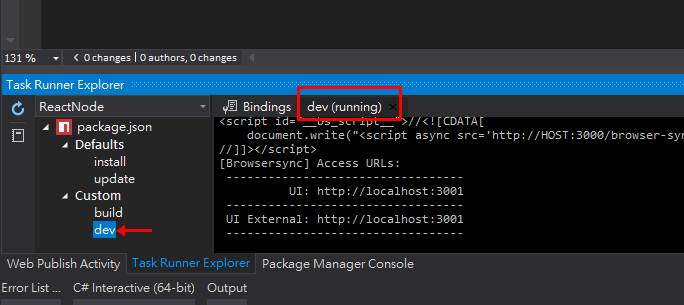 131 %
0 changes | 0 authors, 0 changes
Task Runner Explorer
ReactNode
package.json
Defaults
install
update
Custom
build
dev
Bindings
dev (running)
<script id="__bs_script__">//<![CDATA[
document.write("<script async src='http://HOST:3000/browser-syn
//]]></script>
[Browsersync] Access URLs:
-----------------------------------
UI: http://localhost:3001
-----------------------------------
UI External: http://localhost:3001
-----------------------------------
Web Publish Activity Task Runner Explorer Package Manager Console
Error List ... C# Interactive (64-bit) Output